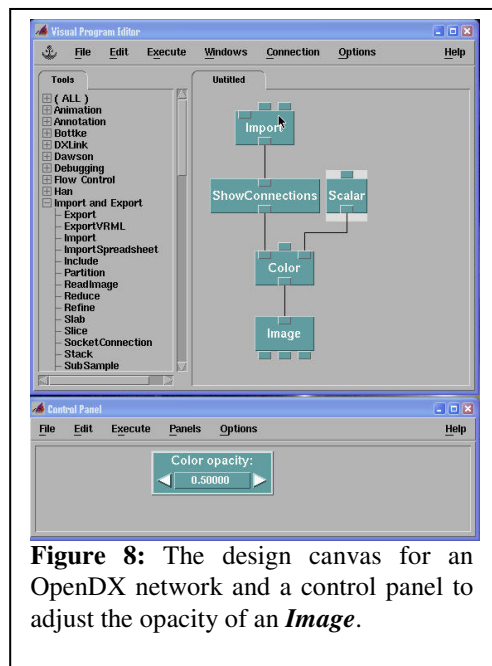 Visual Program Editor
File Edit Execute Windows Connection Options Help
Tools
( ALL )
Animation
Annotation
Bottke
DXLink
Dawson
Debugging
Flow Control
Han
Import and Export
Export
ExportVRML
Import
ImportSpreadsheet
Include
Partition
ReadImage
Reduce
Refine
Slab
Slice
SocketConnection
Stack
SubSample
Untitled
Import
ShowConnections Scalar
Color
Image
Control Panel
File Edit Execute Panels Options Help
Color opacity:
0.50000
Figure 8: The design canvas for an
OpenDX network and a control panel to
adjust the opacity of an Image.